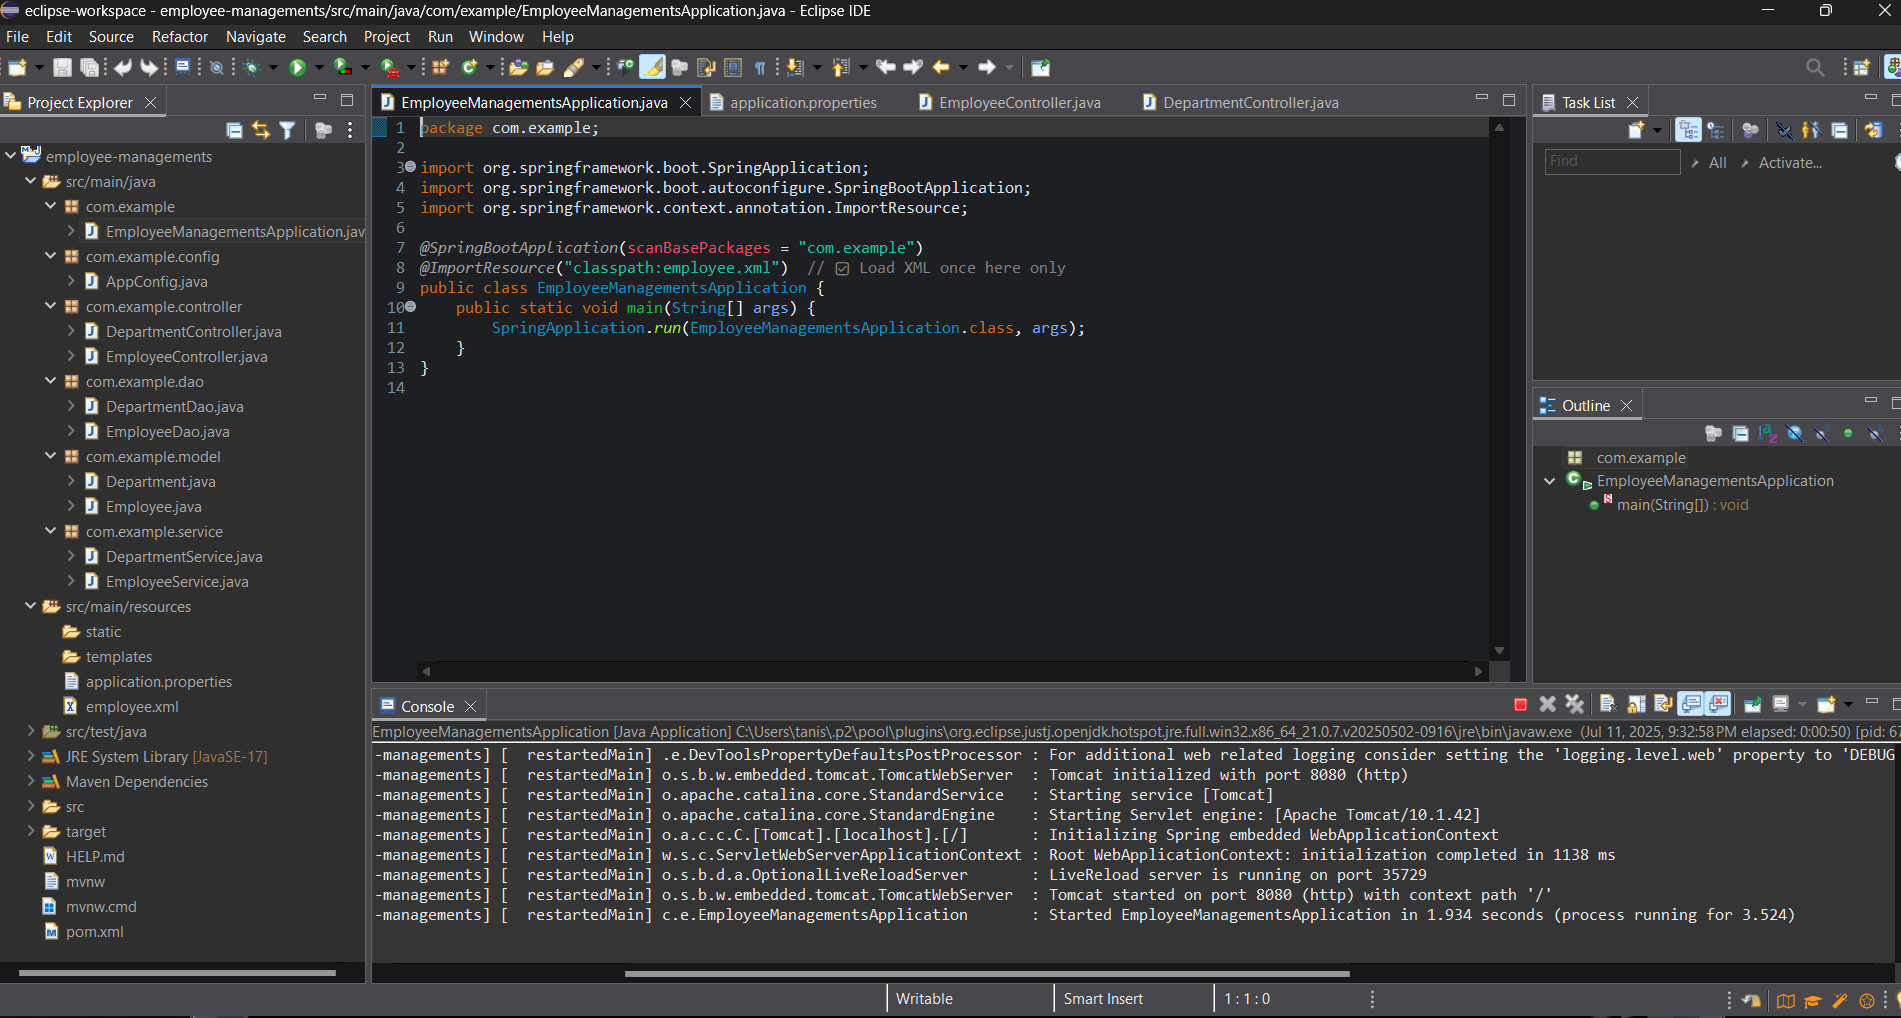 eclipse-workspace - employee-managements/src/main/java/com/example/EmployeeManagementsApplication.java - Eclipse IDE
File Edit Source Refactor Navigate Search Project Run Window Help
Project Explorer
employee-managements
src/main/java
com.example
EmployeeManagementsApplication.jav
com.example.config
AppConfig.java
com.example.controller
DepartmentController.java
EmployeeController.java
com.example.dao
DepartmentDao.java
EmployeeDao.java
com.example.model
Department.java
Employee.java
com.example.service
DepartmentService.java
EmployeeService.java
src/main/resources
static
templates
application.properties
employee.xml
src/test/java
JRE System Library [JavaSE-17]
Maven Dependencies
src
target
HELP.md
mvnw
mvnw.cmd
pom.xml
EmployeeManagementsApplication.java application.properties EmployeeController.java DepartmentController.java
1 package com.example;
2
3 import org.springframework.boot.SpringApplication;
4 import org.springframework.boot.autoconfigure.SpringBootApplication;
5 import org.springframework.context.annotation.ImportResource;
6
7 @SpringBootApplication(scanBasePackages = "com.example")
8 @ImportResource("classpath:employee.xml") // ☑ Load XML once here only
9 public class EmployeeManagementsApplication {
10 public static void main(String[] args) {
11 SpringApplication.run(EmployeeManagementsApplication.class, args);
12 }
13 }
14
Task List
Find All Activate...
Outline
com.example
EmployeeManagementsApplication
main(String[]) : void
Console
EmployeeManagementsApplication [Java Application] C:\Users\tanis\.p2\pool\plugins\org.eclipse.justj.openjdk.hotspot.jre.full.win32.x86_64_21.0.7.v20250502-0916\jre\bin\javaw.exe (Jul 11, 2025, 9:32:58 PM elapsed: 0:00:50) [pid: 67
-managements] [ restartedMain] .e.DevToolsPropertyDefaultsPostProcessor : For additional web related logging consider setting the 'logging.level.web' property to 'DEBUG
-managements] [ restartedMain] o.s.b.w.embedded.tomcat.TomcatWebServer : Tomcat initialized with port 8080 (http)
-managements] [ restartedMain] o.apache.catalina.core.StandardService : Starting service [Tomcat]
-managements] [ restartedMain] o.apache.catalina.core.StandardEngine : Starting Servlet engine: [Apache Tomcat/10.1.42]
-managements] [ restartedMain] o.a.c.c.C.[Tomcat].[localhost].[/] : Initializing Spring embedded WebApplicationContext
-managements] [ restartedMain] w.s.c.ServletWebServerApplicationContext : Root WebApplicationContext: initialization completed in 1138 ms
-managements] [ restartedMain] o.s.b.d.a.OptionalLiveReloadServer : LiveReload server is running on port 35729
-managements] [ restartedMain] o.s.b.w.embedded.tomcat.TomcatWebServer : Tomcat started on port 8080 (http) with context path '/'
-managements] [ restartedMain] c.e.EmployeeManagementsApplication : Started EmployeeManagementsApplication in 1.934 seconds (process running for 3.524)
Writable Smart Insert 1 : 1 : 0